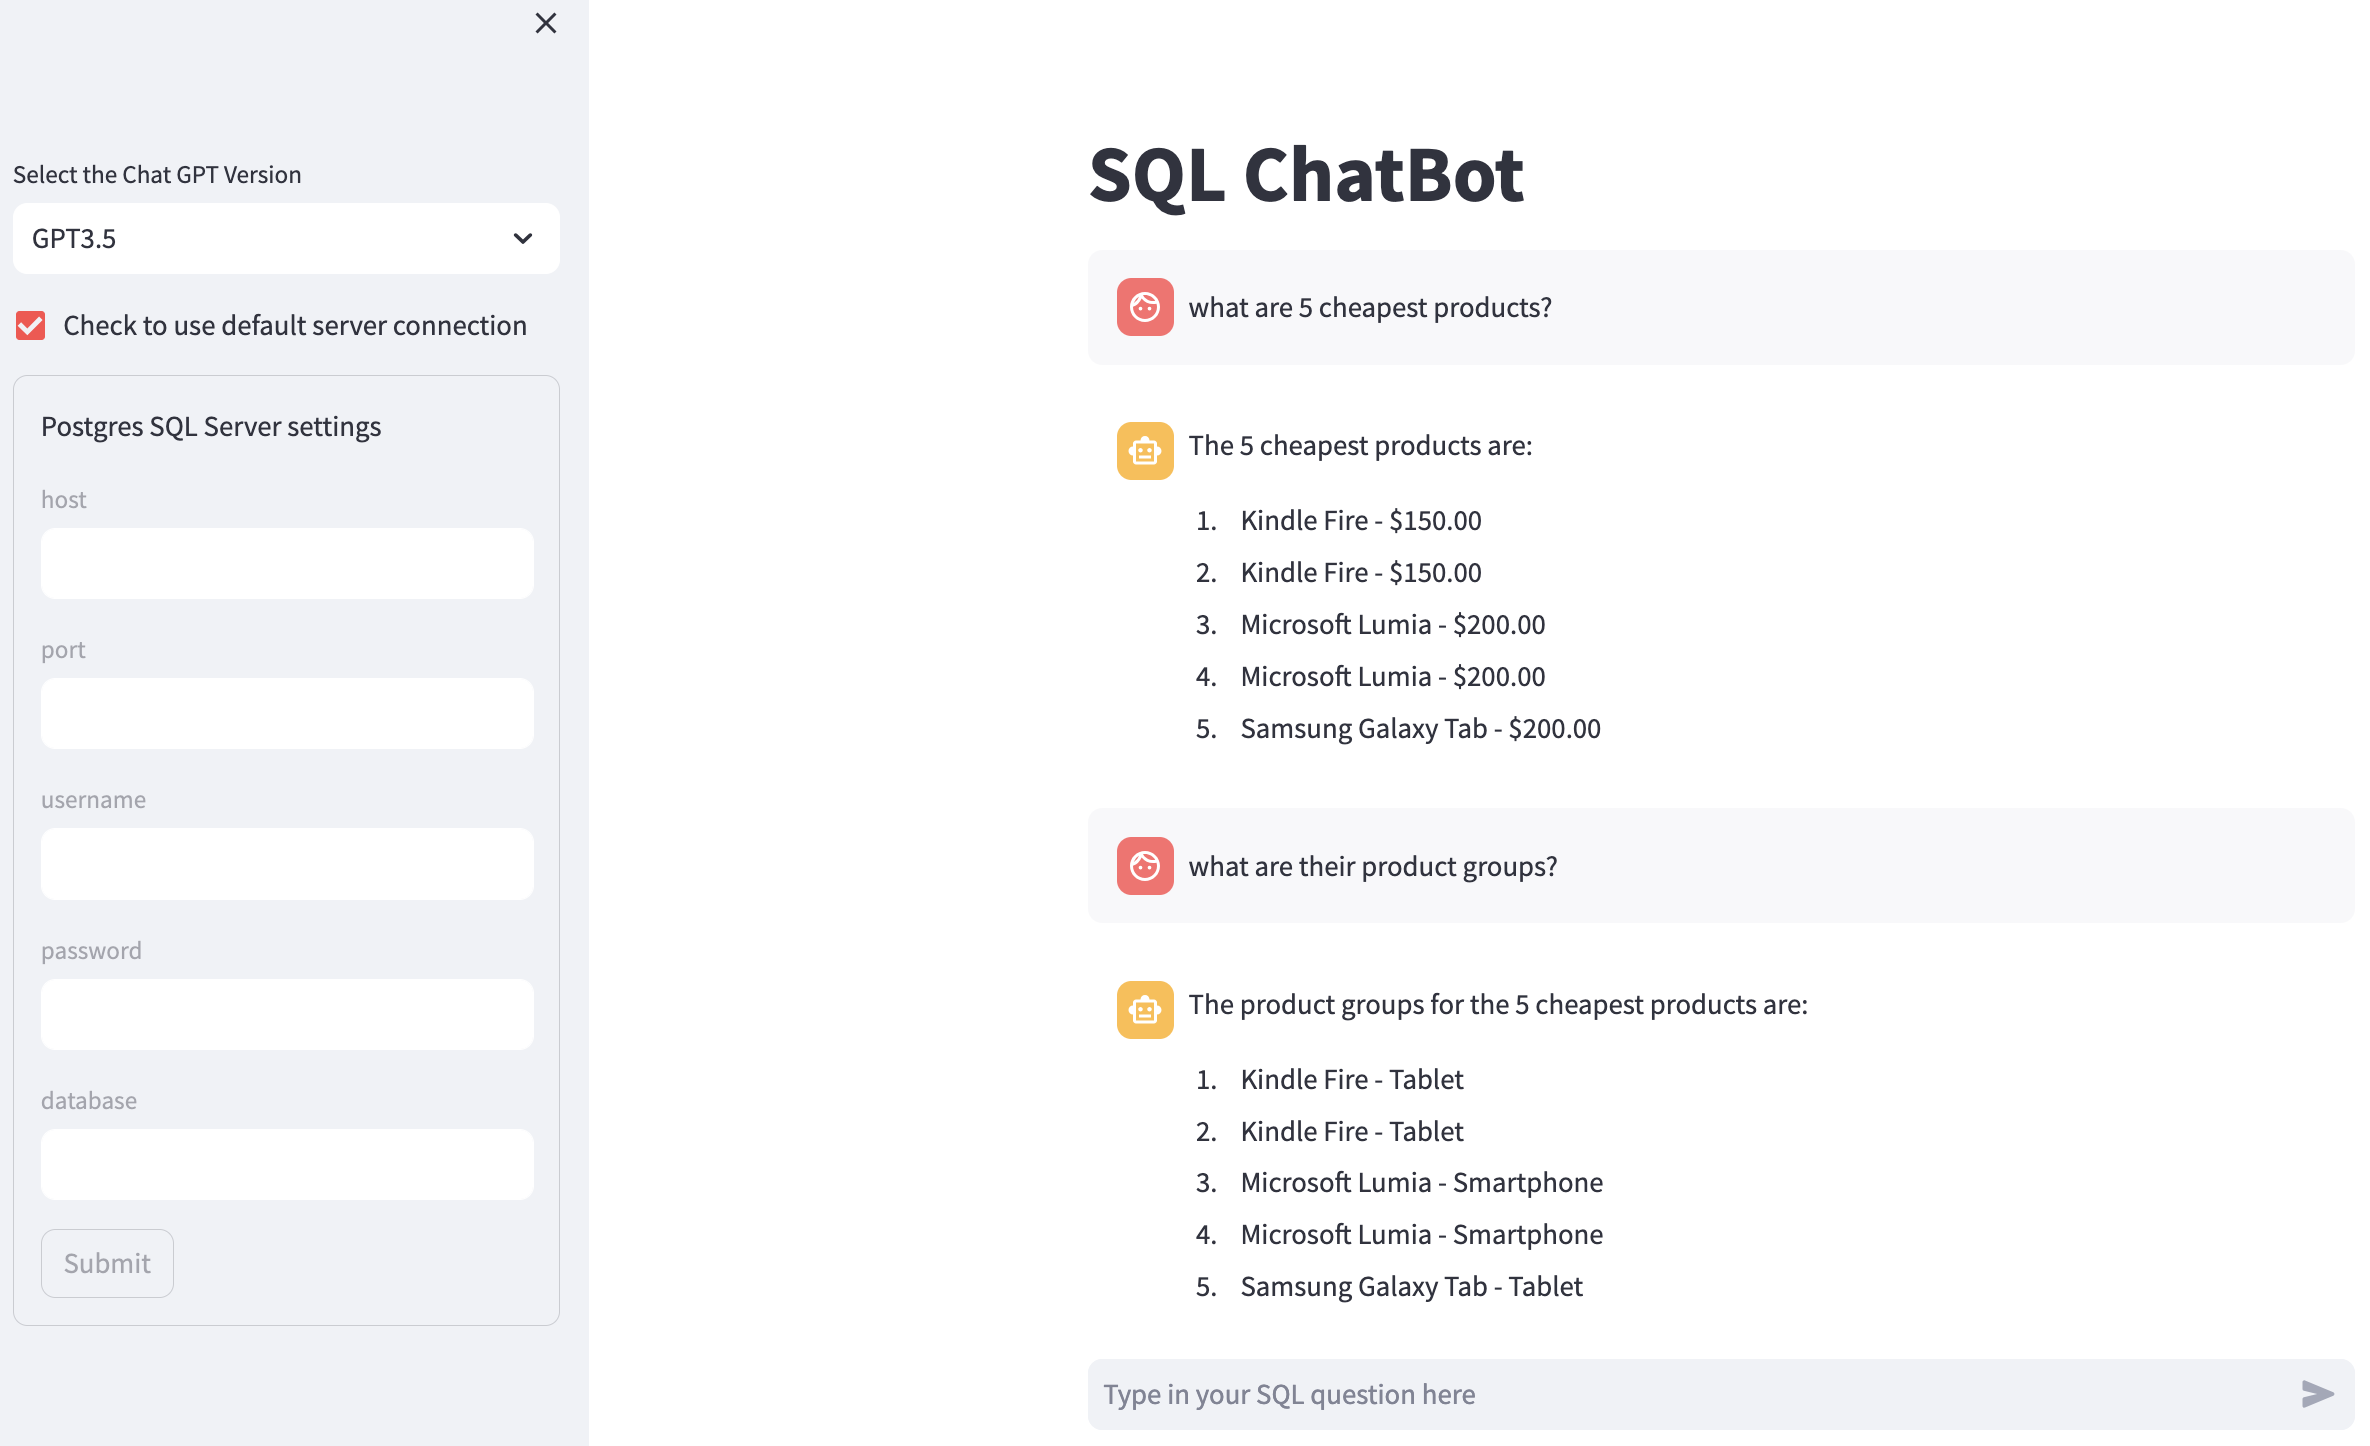 Select the Chat GPT Version
GPT3.5
Check to use default server connection
Postgres SQL Server settings
host
port
username
password
database
Submit
SQL ChatBot
what are 5 cheapest products?
The 5 cheapest products are:
1. Kindle Fire - $150.00
2. Kindle Fire - $150.00
3. Microsoft Lumia - $200.00
4. Microsoft Lumia - $200.00
5. Samsung Galaxy Tab - $200.00
what are their product groups?
The product groups for the 5 cheapest products are:
1. Kindle Fire - Tablet
2. Kindle Fire - Tablet
3. Microsoft Lumia - Smartphone
4. Microsoft Lumia - Smartphone
5. Samsung Galaxy Tab - Tablet
Type in your SQL question here